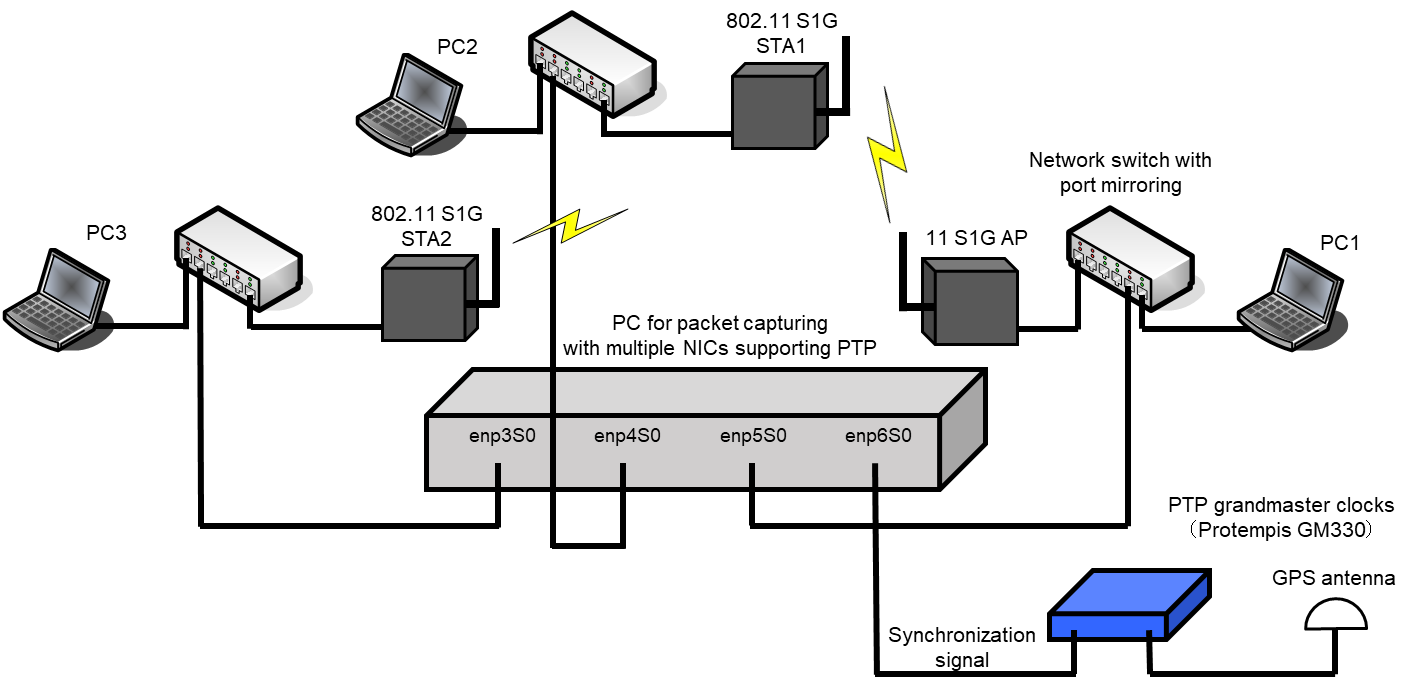 802.11 S1G
STA1
PC2
Network switch with
port mirroring
802.11 S1G
STA2
PC3
11 S1G AP
PC1
PC for packet capturing
with multiple NICs supporting PTP
enp3S0
enp4S0
enp5S0
enp6S0
PTP grandmaster clocks
（Protempis GM330）
GPS antenna
Synchronization
signal